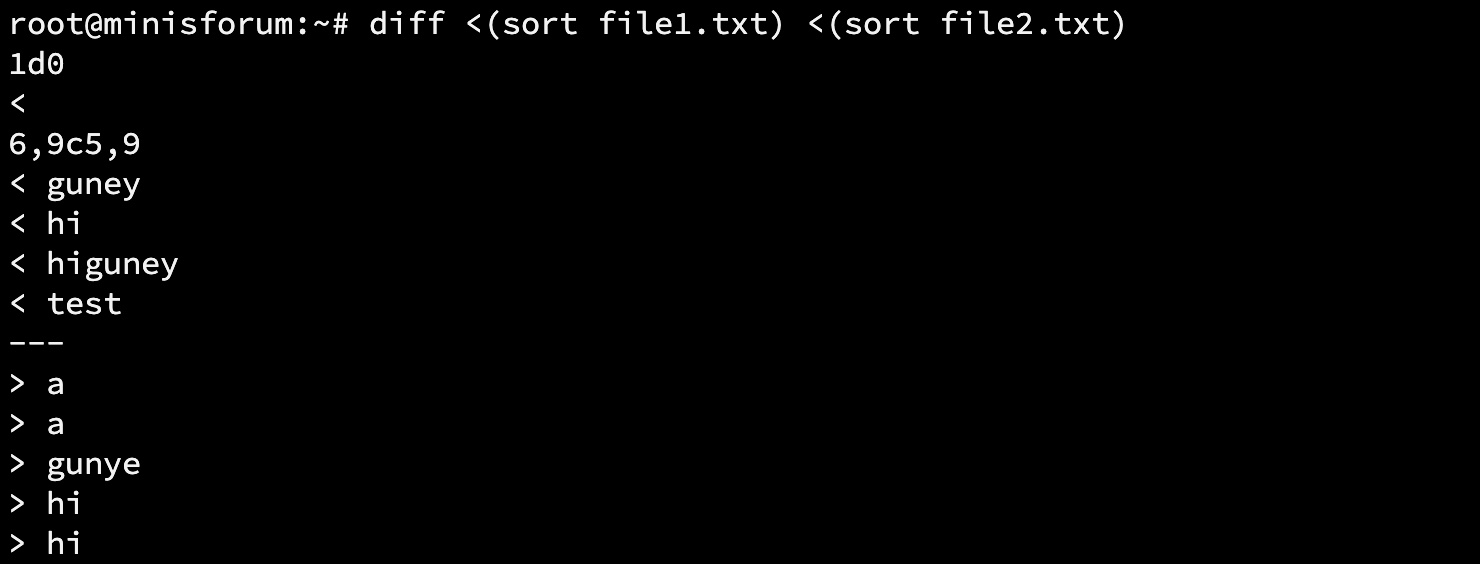 root@minisforum:~# diff <(sort file1.txt) <(sort file2.txt)
1d0
<
6,9c5,9
< guney
< hi
< higuney
< test
---
> a
> a
> gunye
> hi
> hi